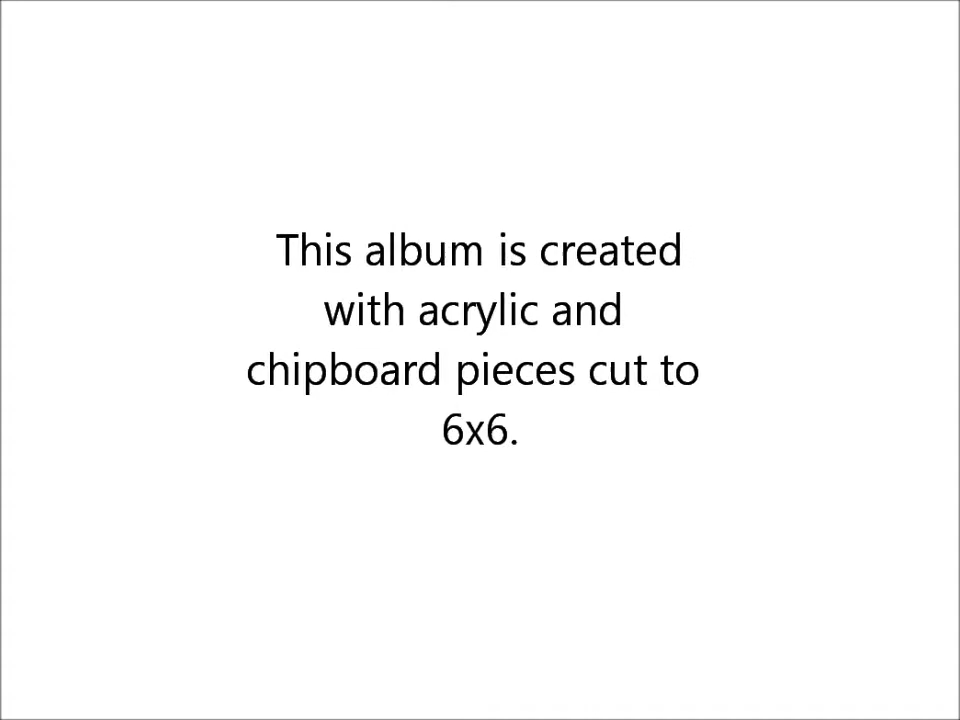 This album is created
with acrylic and
chipboard pieces cut to
6x6.